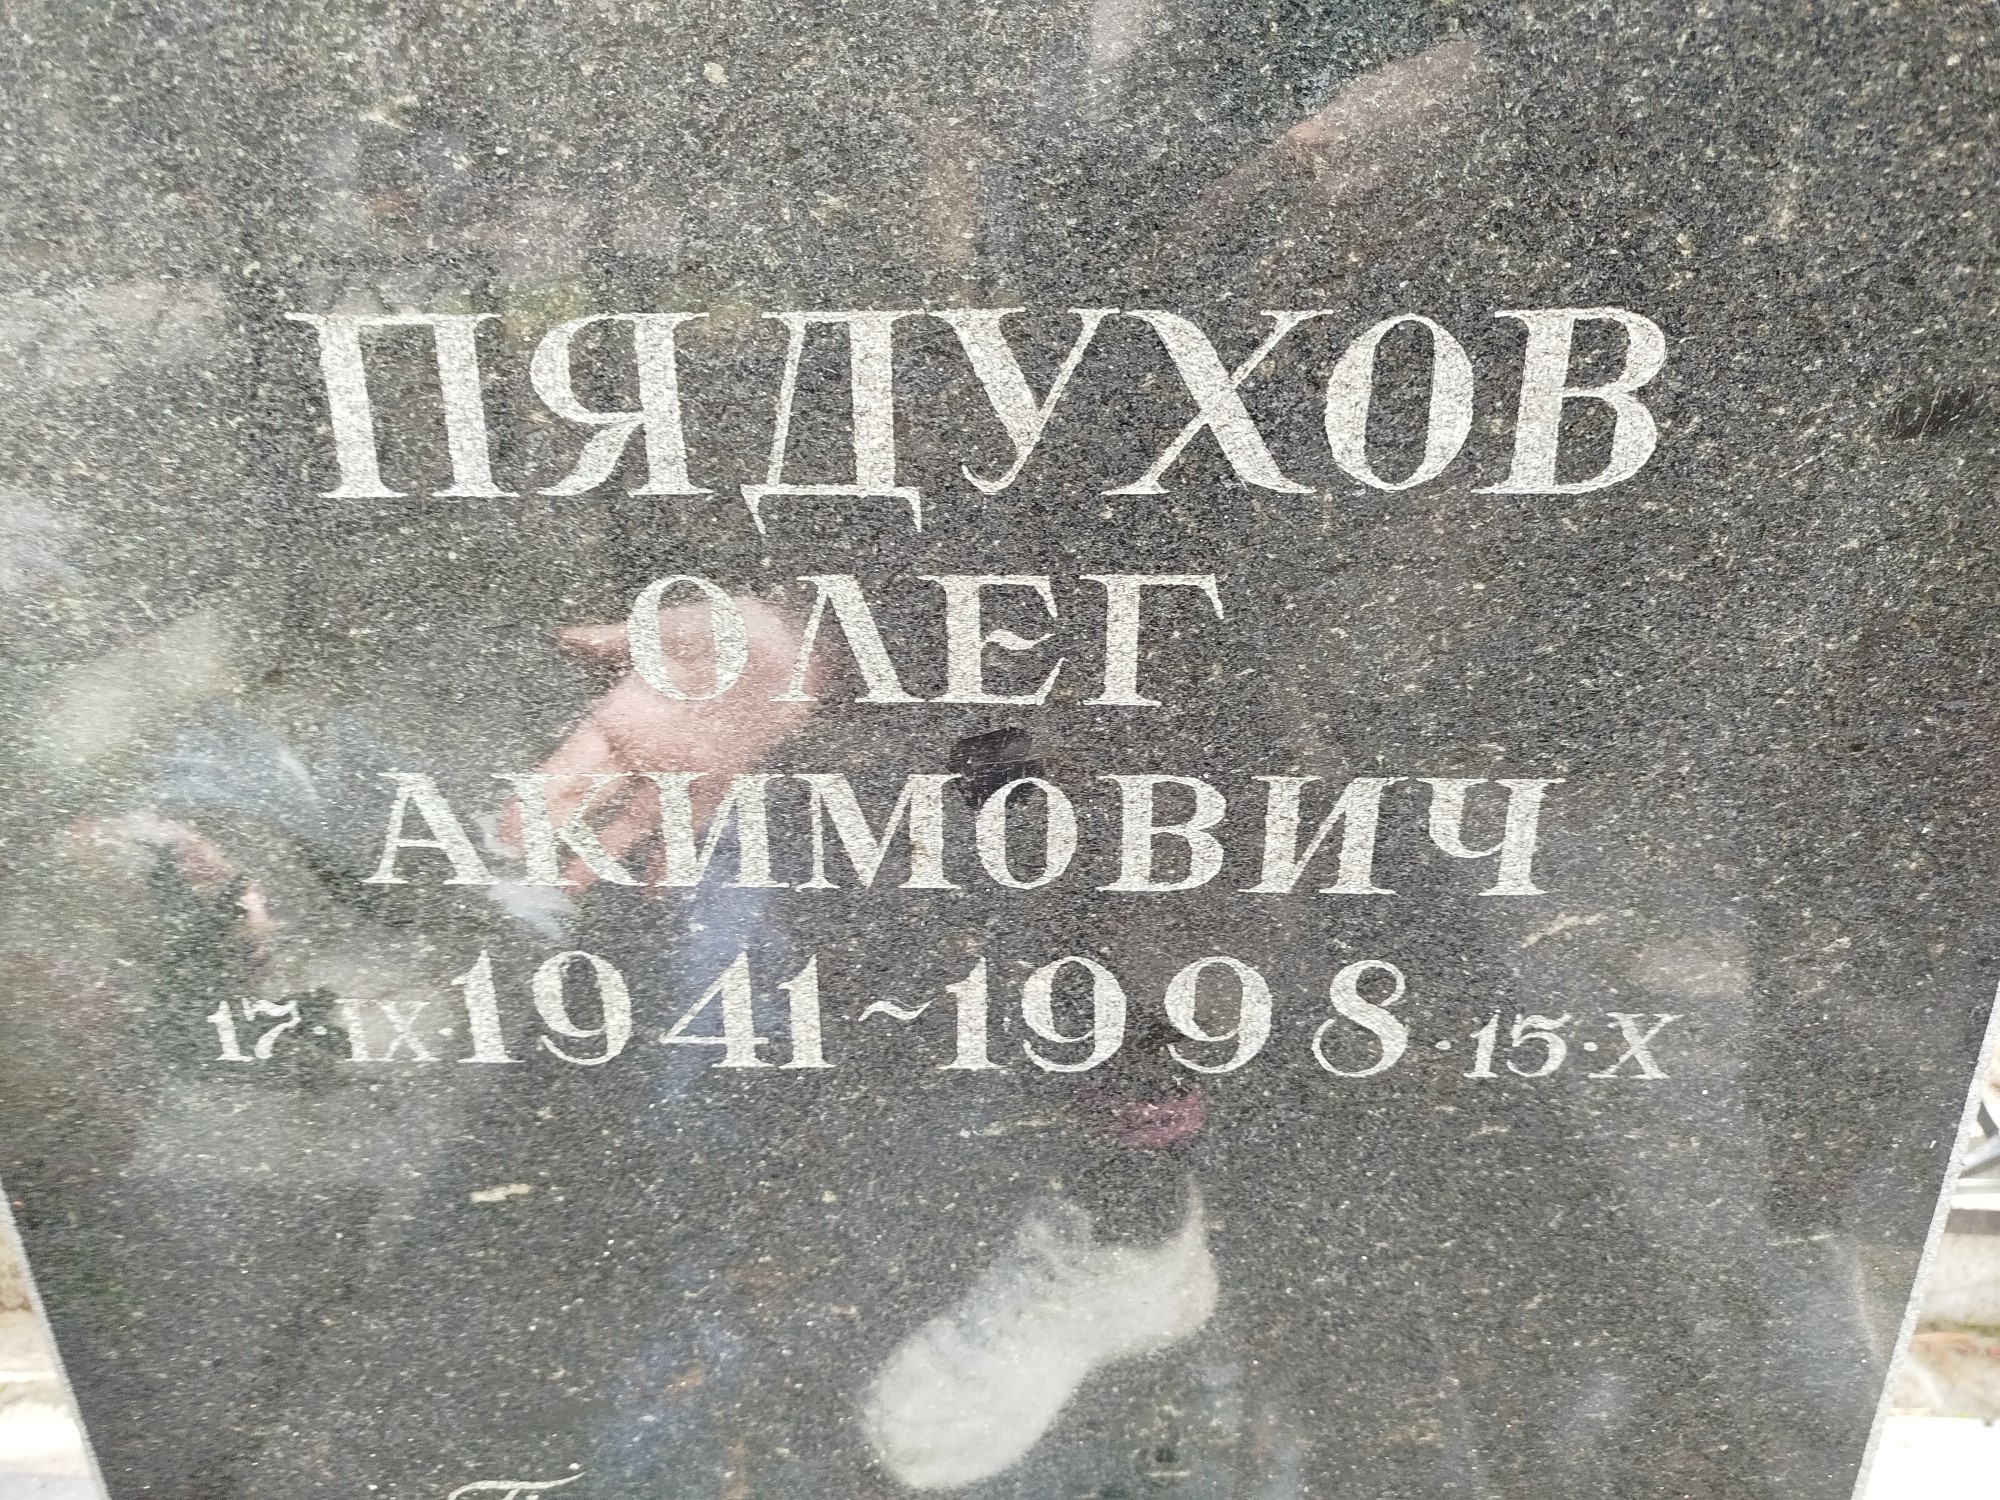 ПЯДУХОВ
ОЛЕГ
АКИМОВИЧ
17·IX·1941~1998·15·X